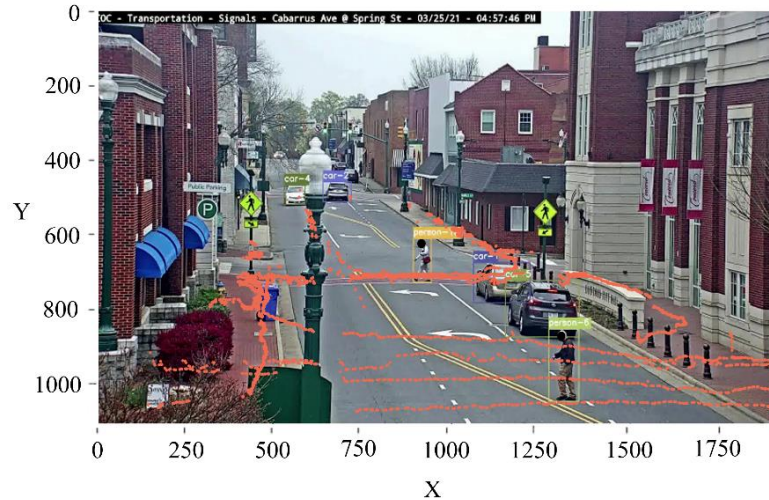 COC - Transportation - Signals - Cabarrus Ave @ Spring St - 03/25/21 - 04:57:46 PM
0
200
400
600
800
1000
Y
Public Parking
P
car-4
car-2
person-1
car-
car-5
person-6
0
250
500
750
1000
1250
1500
1750
X